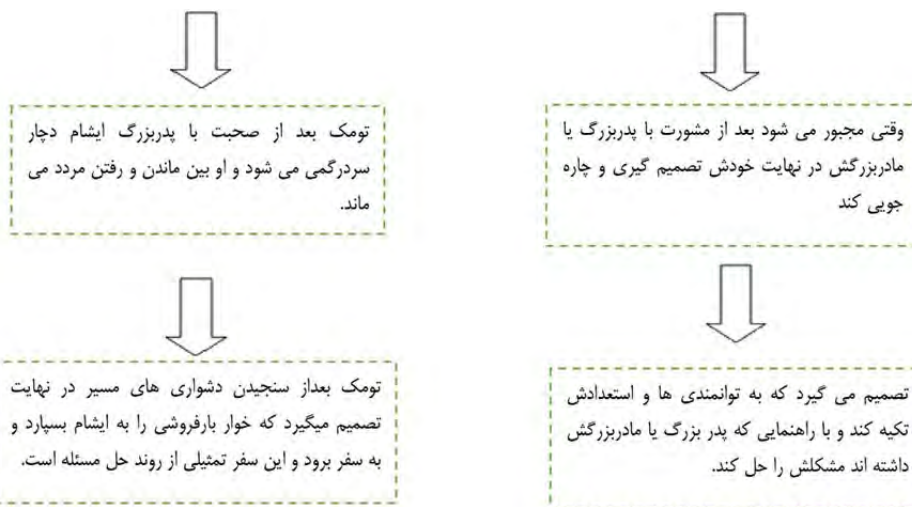 وقتی مجبور می شود بعد از مشورت با پدربزرگ یا
مادربزرگش در نهایت خودش تصمیم گیری و چاره
جویی کند
تومک بعد از صحبت با پدربزرگ ایشام دچار
سردرگمی می شود و او بین ماندن و رفتن مردد می
ماند.
تصمیم می گیرد که به توانمندی ها و استعدادش
تکیه کند و با راهنمایی که پدر بزرگ یا مادربزرگش
داشته اند مشکلش را حل کند.
تومک بعداز سنجیدن دشواری های مسیر در نهایت
تصمیم میگیرد که خوار بارفروشی را به ایشام بسپارد و
به سفر برود و این سفر تمثیلی از روند حل مسئله است.